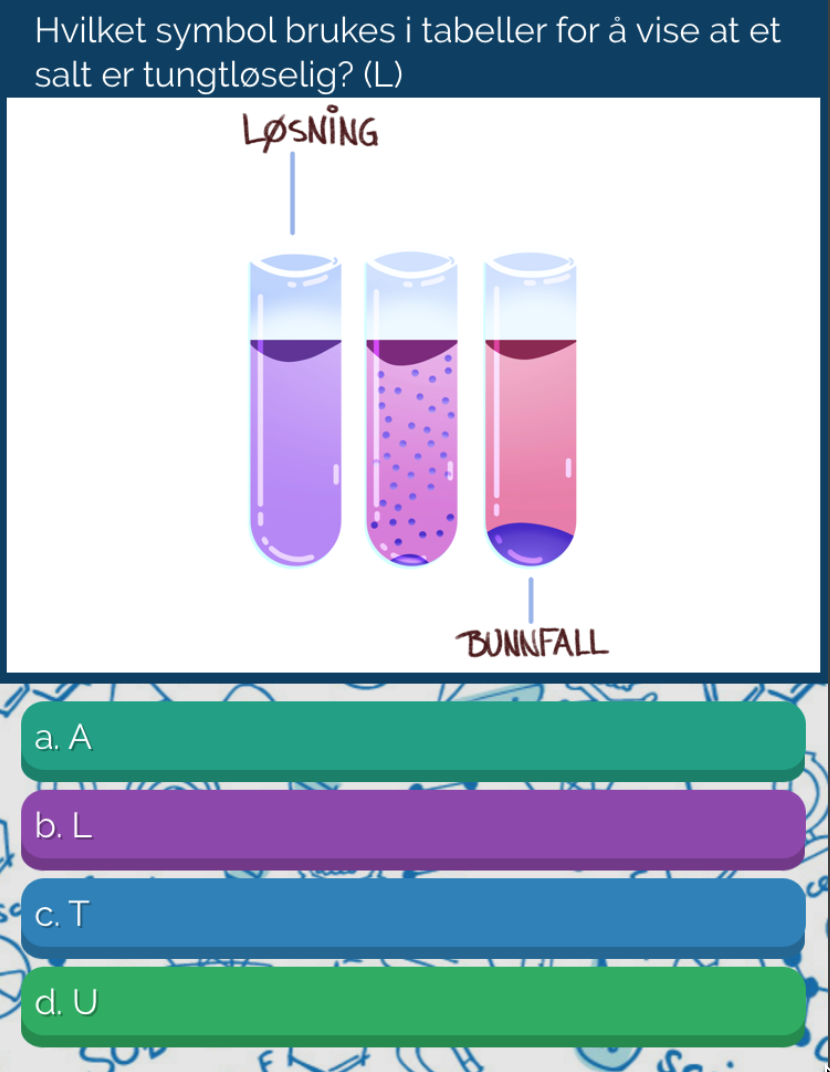 Hvilket symbol brukes i tabeller for å vise at et
salt er tungtløselig? (L)
LØSNING
BUNNFALL
a. A
b. L
c. T
d. U